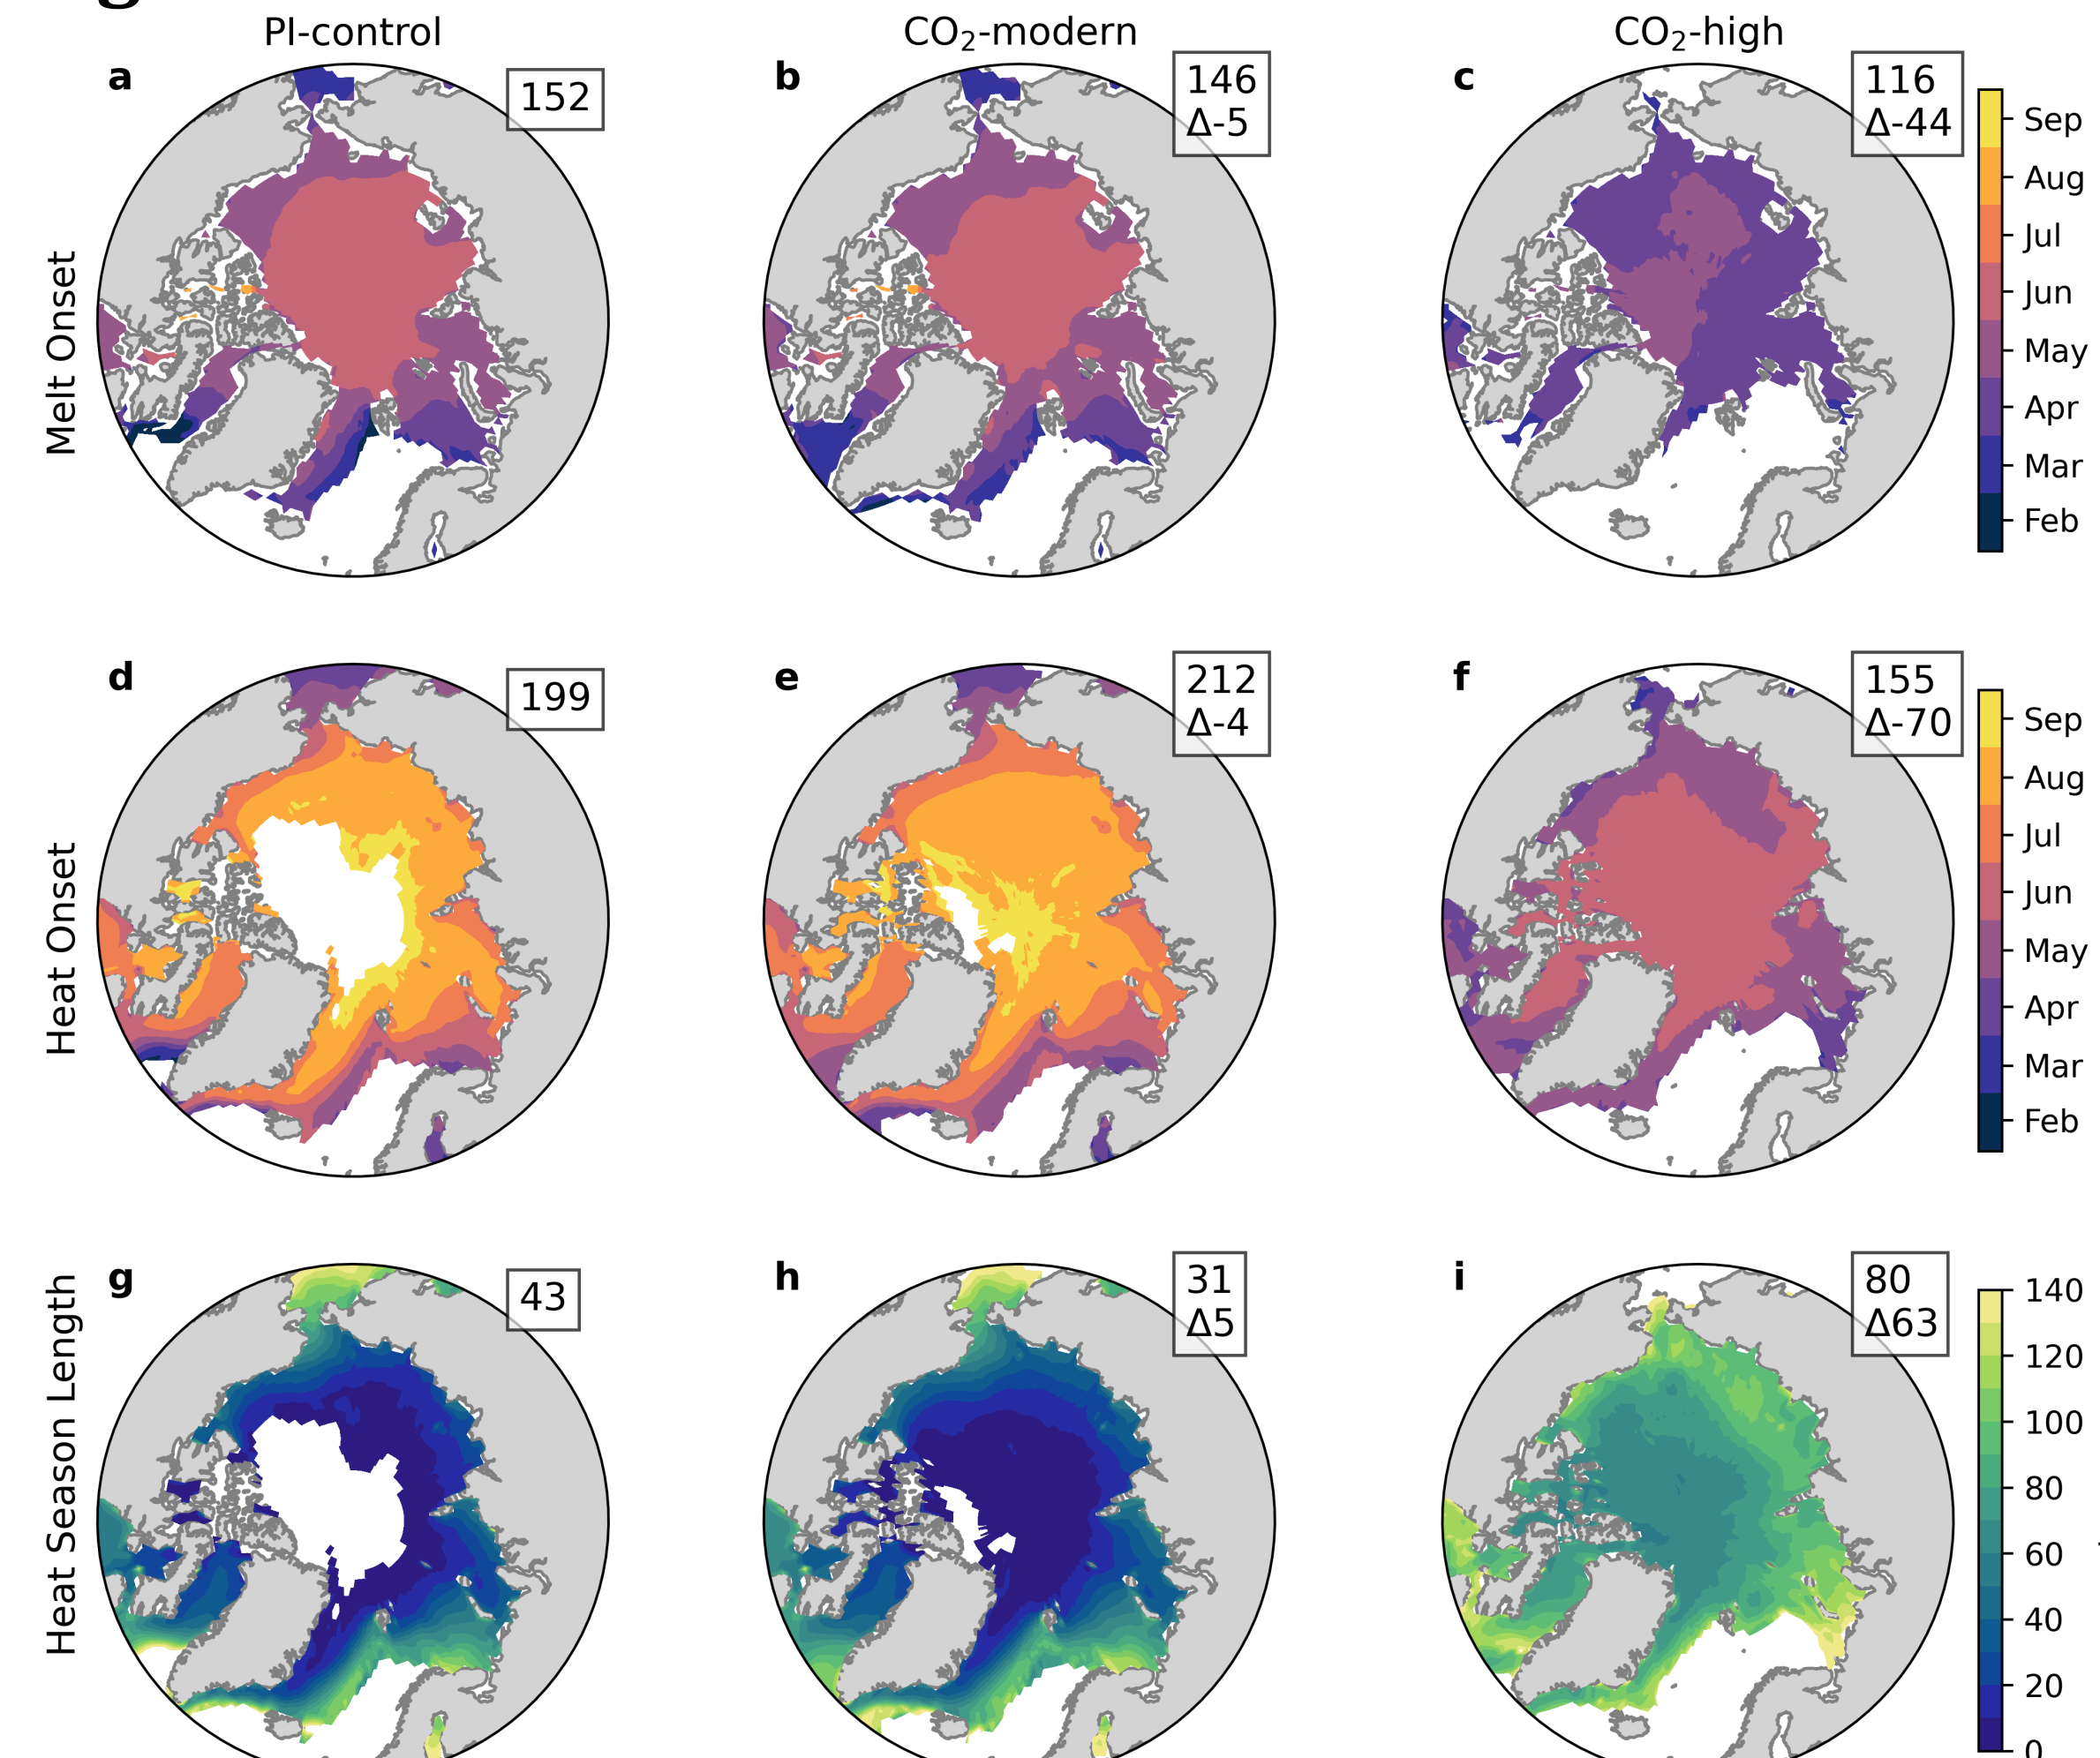 PI-control
CO₂-modern
CO₂-high
a
152
b
146
Δ-5
c
116
Δ-44
Melt Onset
Sep
Aug
Jul
Jun
May
Apr
Mar
Feb
d
199
e
212
Δ-4
f
155
Δ-70
Heat Onset
Sep
Aug
Jul
Jun
May
Apr
Mar
Feb
g
43
h
31
Δ5
i
80
Δ63
Heat Season Length
140
120
100
80
60
40
20
0